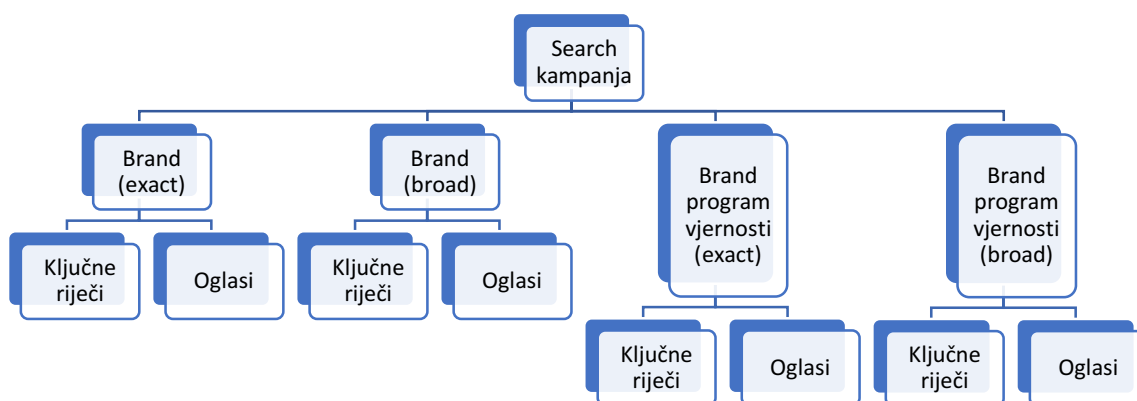 Search
kampanja
Brand
(exact)
Brand
(broad)
Brand
program
vjernosti
(exact)
Brand
program
vjernosti
(broad)
Ključne
riječi
Oglasi
Ključne
riječi
Oglasi
Ključne
riječi
Oglasi
Ključne
riječi
Oglasi